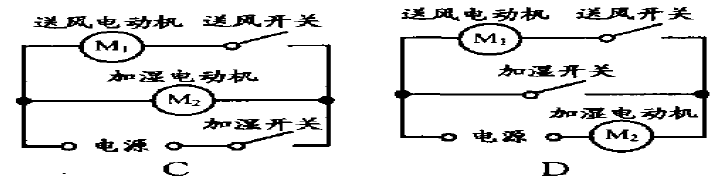 送风电动机 送风开关
M1
加湿电动机
M2
加湿开关
电源
C
送风电动机 送风开关
M1
加湿开关
加湿电动机
电源 M2
D